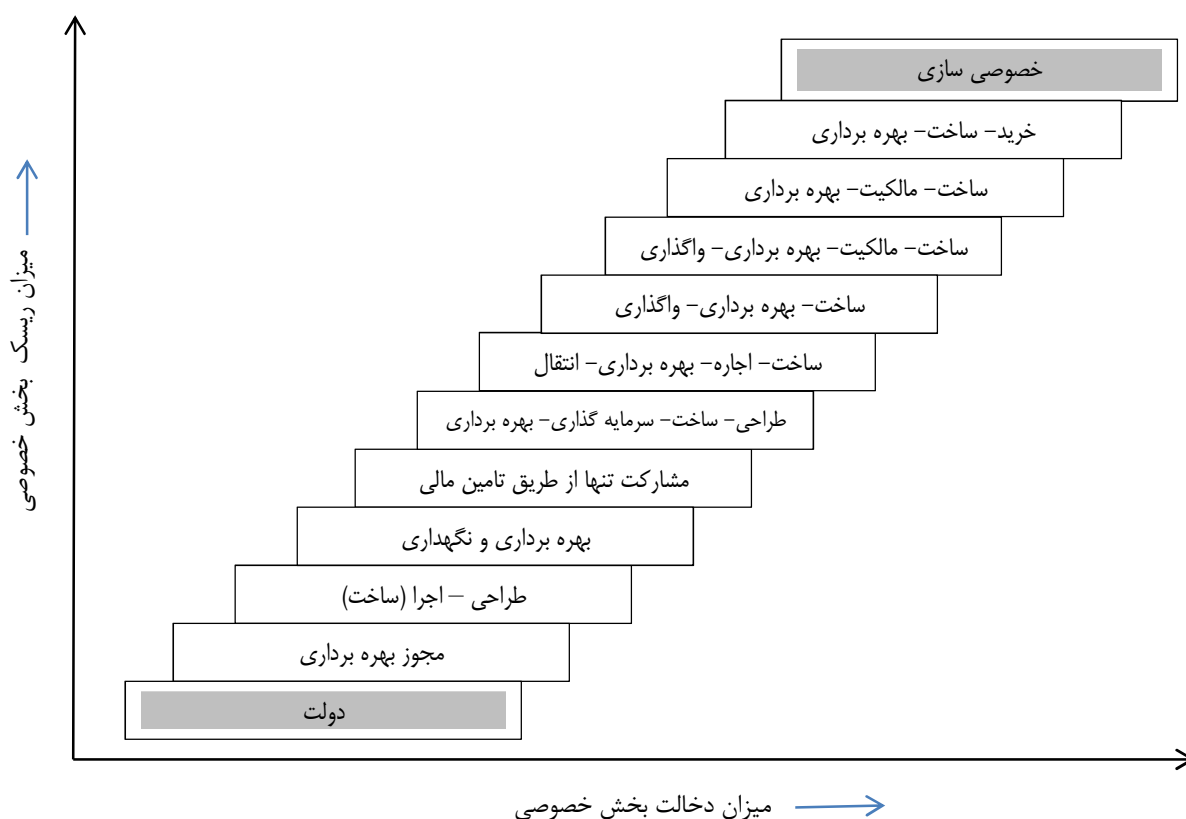 خصوصی سازی
خرید- ساخت- بهره برداری
ساخت- مالکیت- بهره برداری
ساخت- مالکیت- بهره برداری- واگذاری
ساخت- بهره برداری- واگذاری
ساخت- اجاره- بهره برداری- انتقال
طراحی- ساخت- سرمایه گذاری- بهره برداری
مشارکت تنها از طریق تامین مالی
بهره برداری و نگهداری
طراحی – اجرا (ساخت)
مجوز بهره برداری
دولت
میزان ریسک بخش خصوصی
میزان دخالت بخش خصوصی